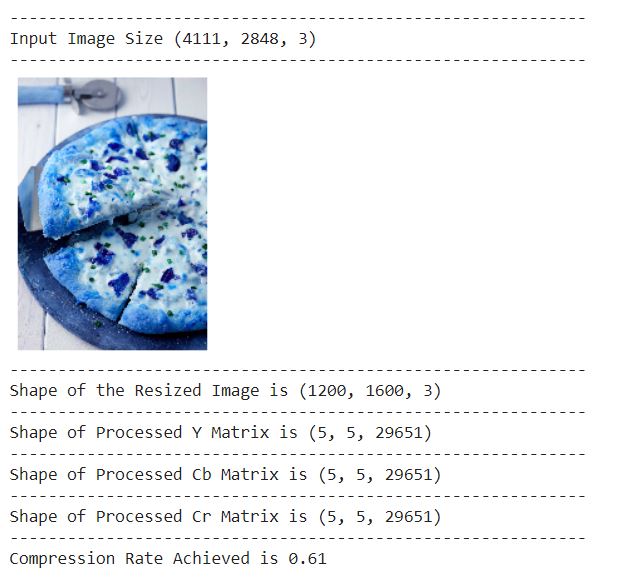 ----------------------------------------------------------
Input Image Size (4111, 2848, 3)
----------------------------------------------------------
----------------------------------------------------------
Shape of the Resized Image is (1200, 1600, 3)
----------------------------------------------------------
Shape of Processed Y Matrix is (5, 5, 29651)
----------------------------------------------------------
Shape of Processed Cb Matrix is (5, 5, 29651)
----------------------------------------------------------
Shape of Processed Cr Matrix is (5, 5, 29651)
----------------------------------------------------------
Compression Rate Achieved is 0.61